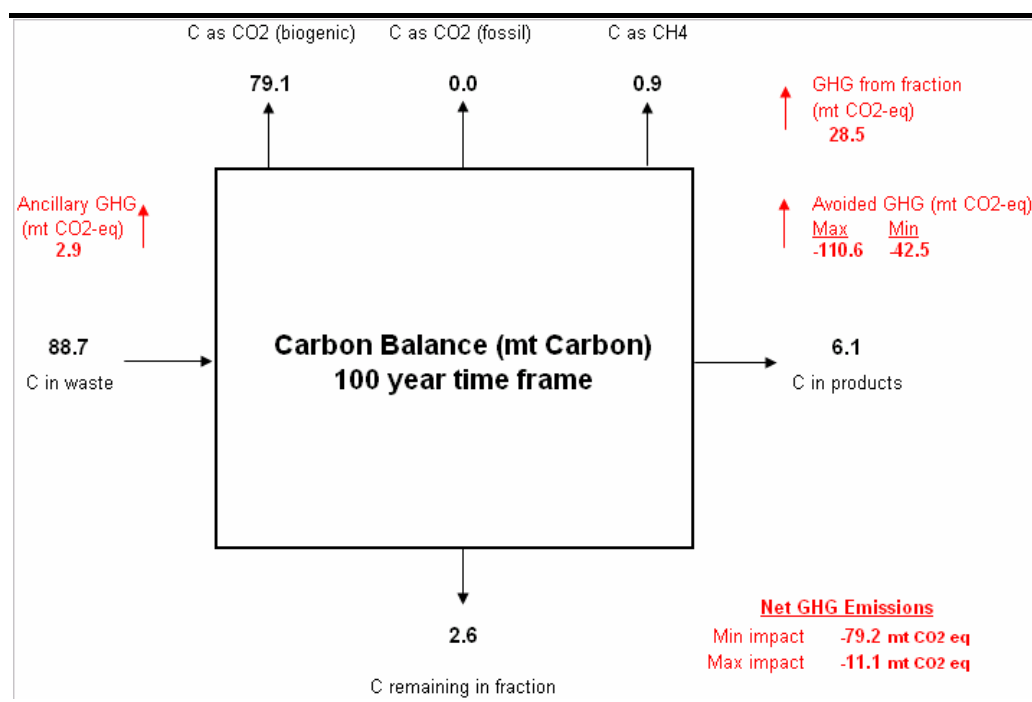 C as CO2 (biogenic)
C as CO2 (fossil)
C as CH4
79.1
0.0
0.9
GHG from fraction
(mt CO2-eq)
28.5
Ancillary GHG
(mt CO2-eq)
2.9
Avoided GHG (mt CO2-eq)
Max Min
-110.6 -42.5
88.7
C in waste
Carbon Balance (mt Carbon)
100 year time frame
6.1
C in products
2.6
C remaining in fraction
Net GHG Emissions
Min impact -79.2 mt CO2 eq
Max impact -11.1 mt CO2 eq